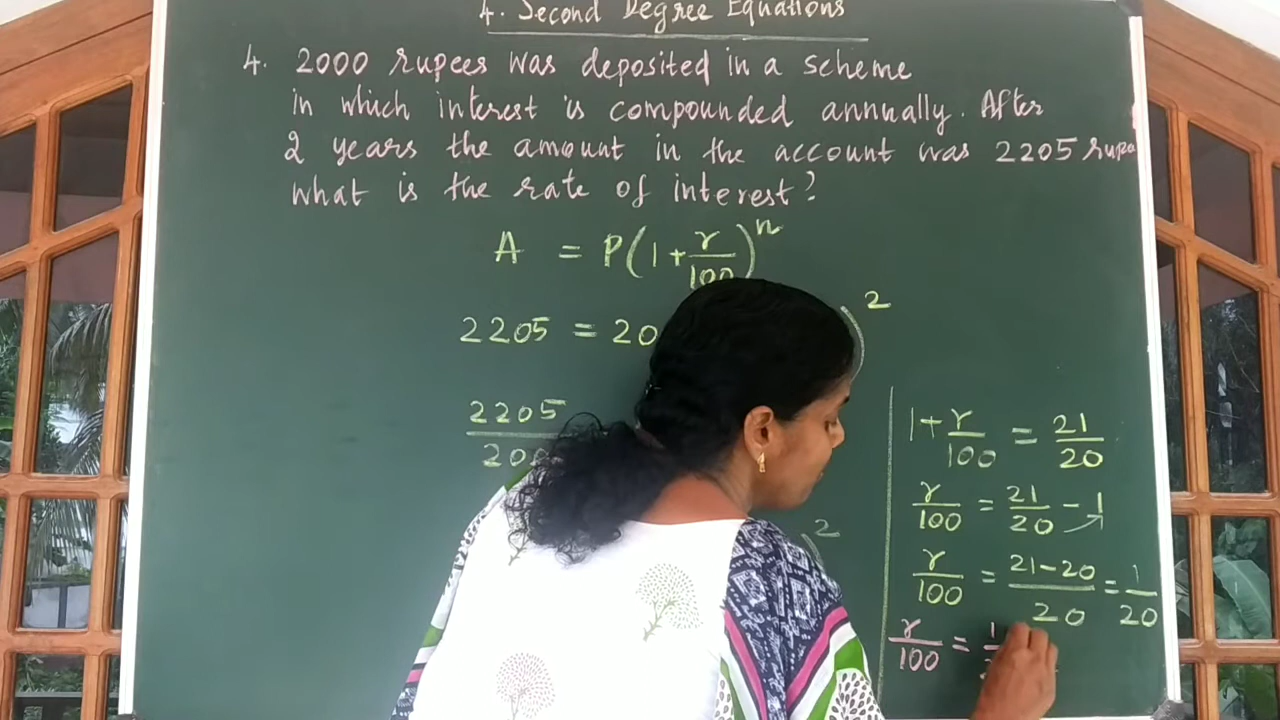 4. Second Degree Equations
4. 2000 rupees was deposited in a scheme
in which interest is compounded annually. After
2 years the amount in the account was 2205
What is the rate of interest?
A = P(1+r/100)^n
2205 = 20
2
2205
200
2
1+r/100 = 21/20
r/100 = 21/20 - 1
r/100 = 21-20/20 = 1/20
r/100 = 1